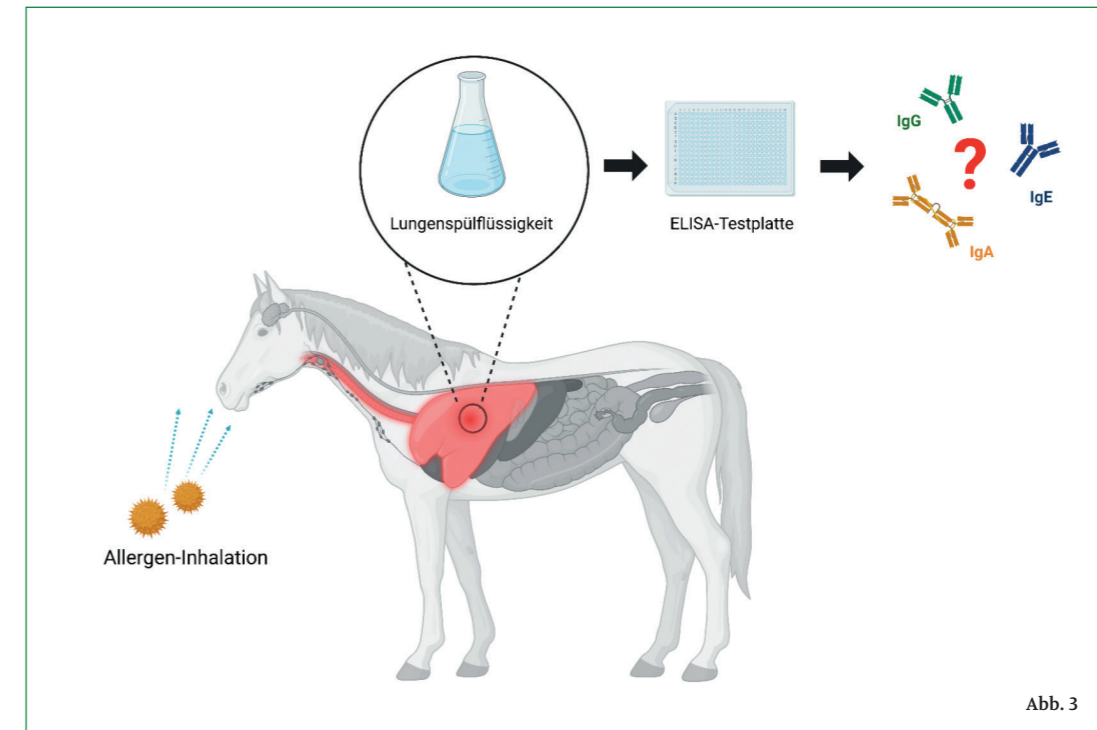 Lungenspülflüssigkeit
ELISA-Testplatte
IgG
?
IgE
IgA
Allergen-Inhalation
Abb. 3